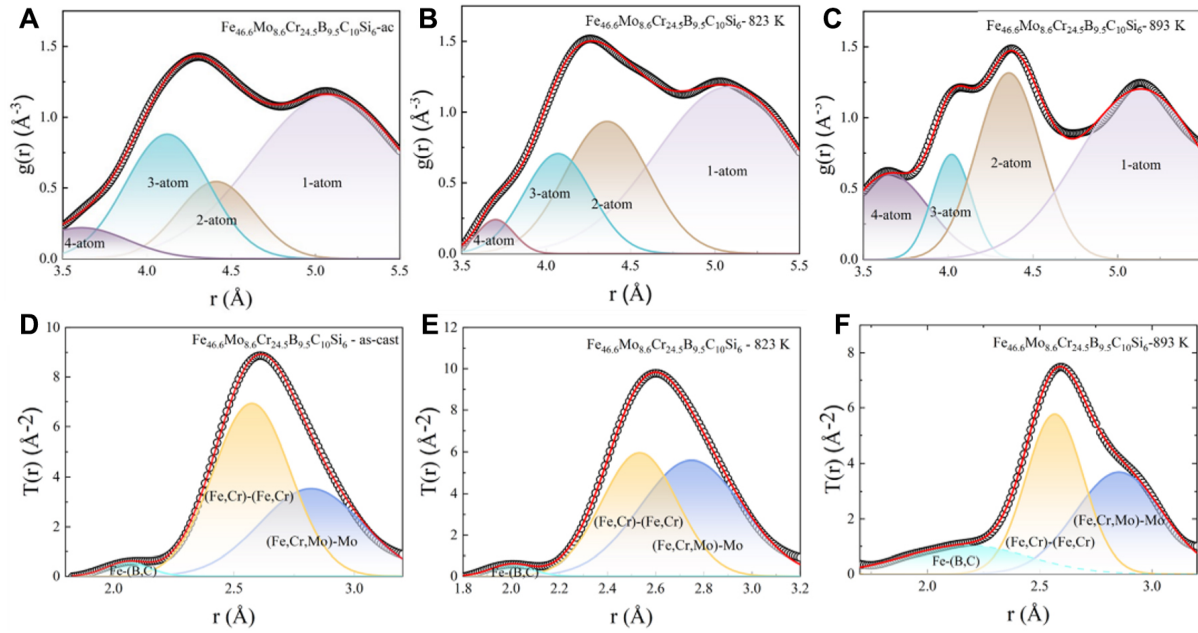 A
Fe46.6Mo8.6Cr24.5B9.5C10Si6-ac
1.5
1.0
0.5
0.0
g(r) (Å-3)
4-atom
3-atom
2-atom
1-atom
3.5 4.0 4.5 5.0 5.5
r (Å)
B
Fe46.6Mo8.6Cr24.5B9.5C10Si6- 823 K
1.5
1.0
0.5
0.0
g(r) (Å-3)
4-atom
3-atom
2-atom
1-atom
3.5 4.0 4.5 5.0 5.5
r (Å)
C
Fe46.6Mo8.6Cr24.5B9.5C10Si6-893 K
1.5
1.0
0.5
0.0
g(r) (Å-3)
4-atom
3-atom
2-atom
1-atom
3.5 4.0 4.5 5.0 5.5
r (Å)
D
Fe46.6Mo8.6Cr24.5B9.5C10Si6 - as-cast
10
8
6
4
2
0
T(r) (Å-2)
(Fe,Cr)-(Fe,Cr)
(Fe,Cr,Mo)-Mo
Fe-(B,C)
2.0 2.5 3.0
r (Å)
E
Fe46.6Mo8.6Cr24.5B9.5C10Si6 - 823 K
12
10
8
6
4
2
0
T(r) (Å-2)
(Fe,Cr)-(Fe,Cr)
(Fe,Cr,Mo)-Mo
Fe-(B,C)
1.8 2.0 2.2 2.4 2.6 2.8 3.0 3.2
r (Å)
F
Fe46.6Mo8.6Cr24.5B9.5C10Si6-893 K
8
6
4
2
0
T(r) (Å-2)
(Fe,Cr,Mo)-Mo
(Fe,Cr)-(Fe,Cr)
Fe-(B,C)
2.0 2.5 3.0
r (Å)